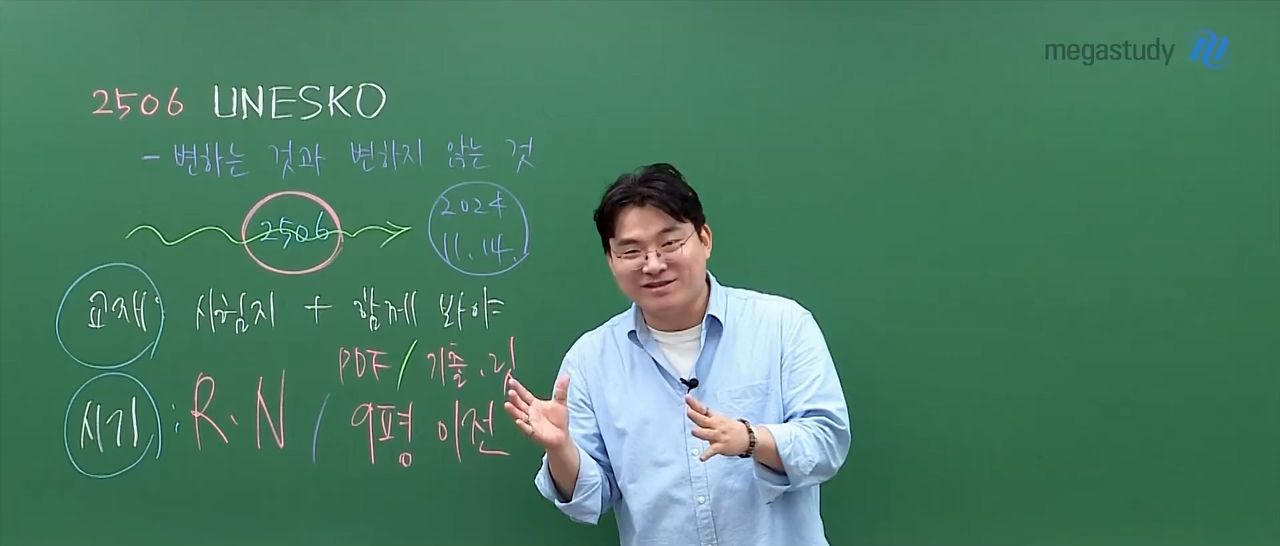 megastudy
2506 UNESKO
- 변하는 것과 변하지 않는 것
2506
2024
11.14.
교재: 시험지 + 함께 봐야
PDF / 기출.
시기: R.N / 9평 이전